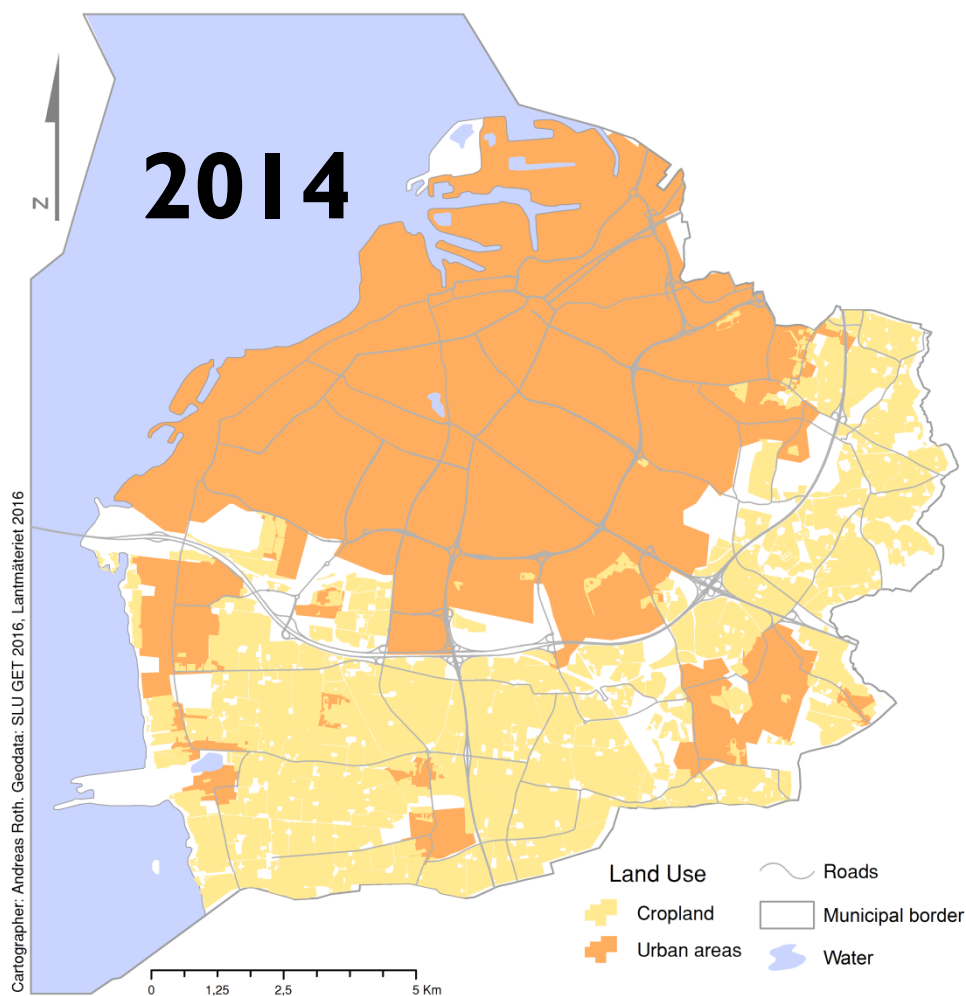 2014
N
Cartographer: Andreas Roth. Geodata: SLU GET 2016, Lantmäteriet 2016
Land Use
Cropland
Urban areas
Roads
Municipal border
Water
0 1,25 2,5 5 Km